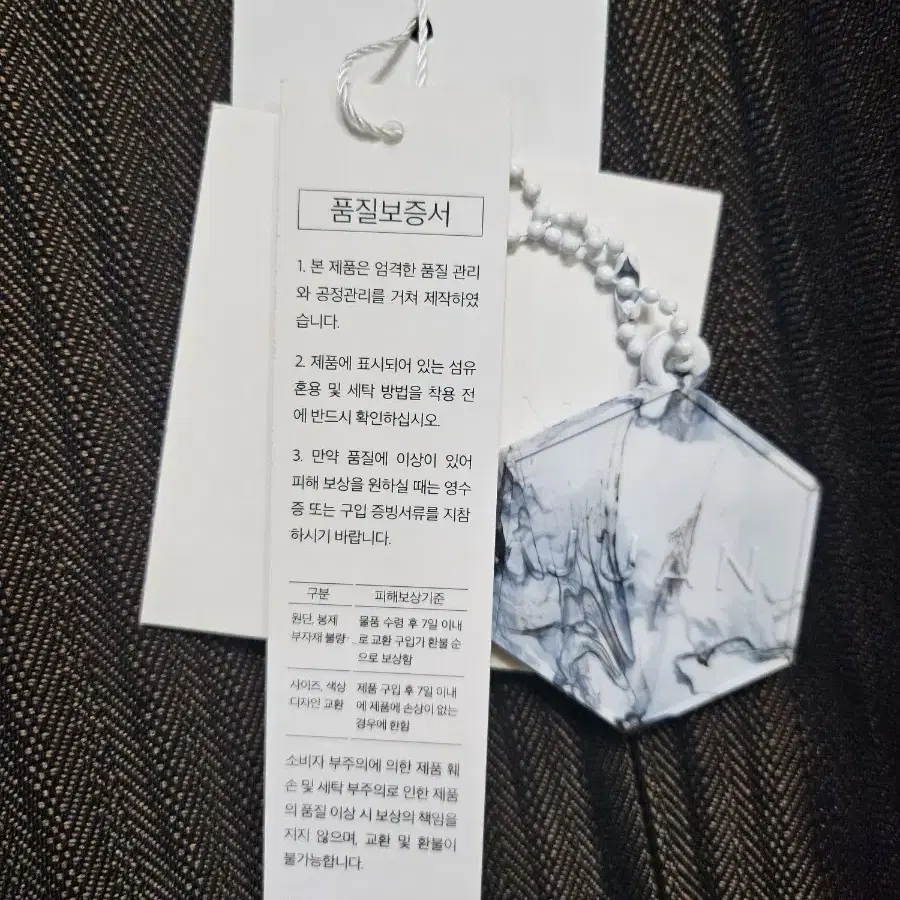 품질보증서
1. 본 제품은 엄격한 품질 관리
와 공정관리를 거쳐 제작하였
습니다.
2. 제품에 표시되어 있는 섬유
혼용 및 세탁 방법을 착용 전
에 반드시 확인하십시오.
3. 만약 품질에 이상이 있어
피해 보상을 원하실 때는 영수
증 또는 구입 증빙서류를 지참
하시기 바랍니다.
구분 피해보상기준
원단, 봉제 물품 수령 후 7일 이내
부자재 불량 로 교환 구입가 환불 순
으로 보상함
사이즈, 색상 제품 구입 후 7일 이내
디자인 교환 에 제품에 손상이 없는
경우에 한함
소비자 부주의에 의한 제품 훼
손 및 세탁 부주의로 인한 제품
의 품질 이상 시 보상의 책임을
지지 않으며, 교환 및 환불이
불가능합니다.